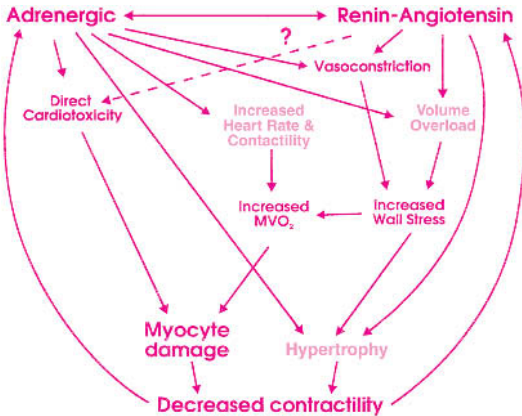 Adrenergic
Renin-Angiotensin
?
Vasoconstriction
Direct
Cardiotoxicity
Increased
Heart Rate &
Contactility
Volume
Overload
Increased
MVO₂
Increased
Wall Stress
Myocyte
damage
Hypertrophy
Decreased contractility